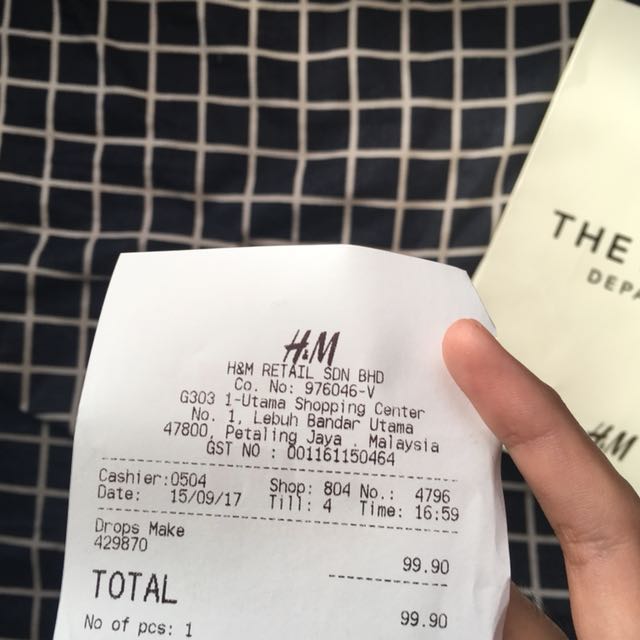 H&M
H&M RETAIL SDN BHD
Co. No: 976046-V
G303 1-Utama Shopping Center
No. 1, Lebuh Bandar Utama
47800, Petaling Jaya . Malaysia
GST NO : 001161150464
Cashier:0504 Shop: 804 No.: 4796
Date: 15/09/17 Till: 4 Time: 16:59
Drops Make
429870
99.90
TOTAL
99.90
No of pcs: 1
THE
DEPA
H&M